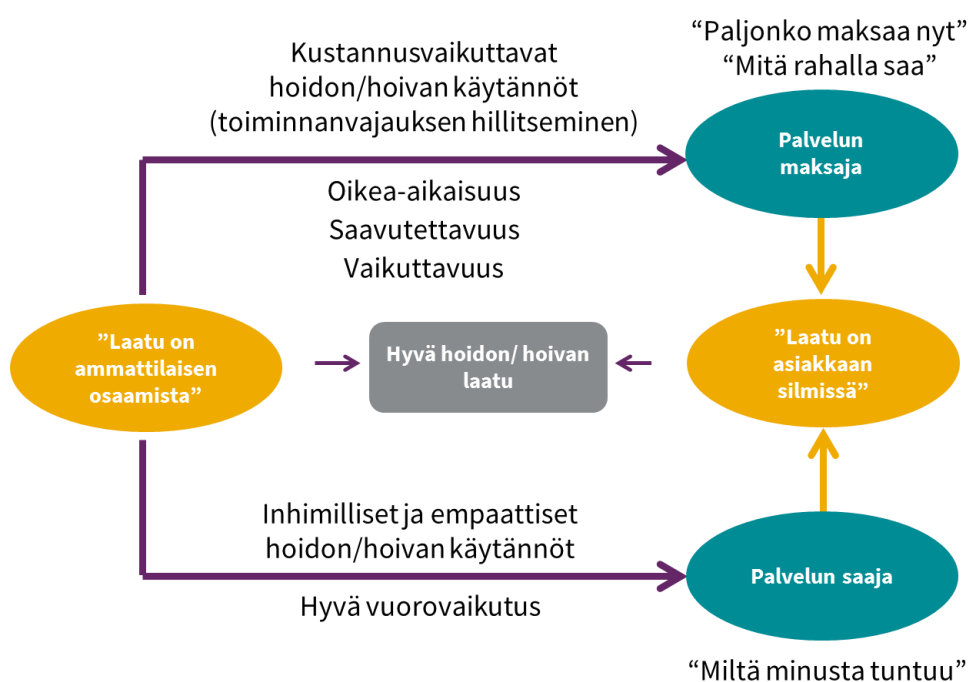 “Paljonko maksaa nyt”
“Mitä rahalla saa”
Kustannusvaikuttavat
hoidon/hoivan käytännöt
(toiminnanvajauksen hillitseminen)
Palvelun
maksaja
Oikea-aikaisuus
Saavutettavuus
Vaikuttavuus
”Laatu on
ammattilaisen
osaamista”
Hyvä hoidon/ hoivan
laatu
”Laatu on
asiakkaan
silmissä”
Inhimilliset ja empaattiset
hoidon/hoivan käytännöt
Palvelun saaja
Hyvä vuorovaikutus
“Miltä minusta tuntuu”